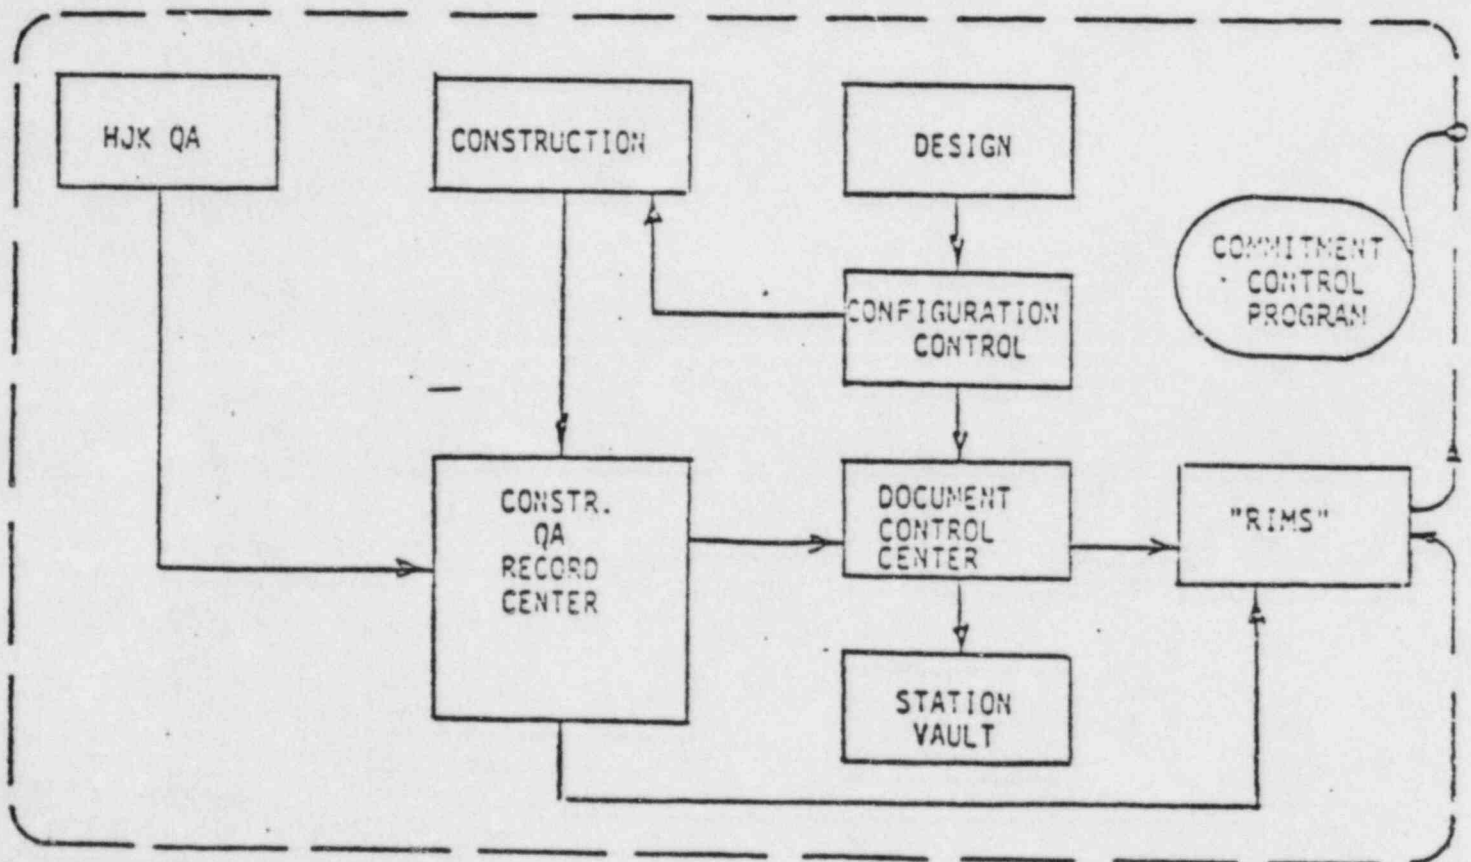 HJK QA
CONSTRUCTION
DESIGN
COMMITMENT
CONTROL
PROGRAM
CONFIGURATION
CONTROL
CONSTR.
QA
RECORD
CENTER
DOCUMENT
CONTROL
CENTER
"RIMS"
STATION
VAULT